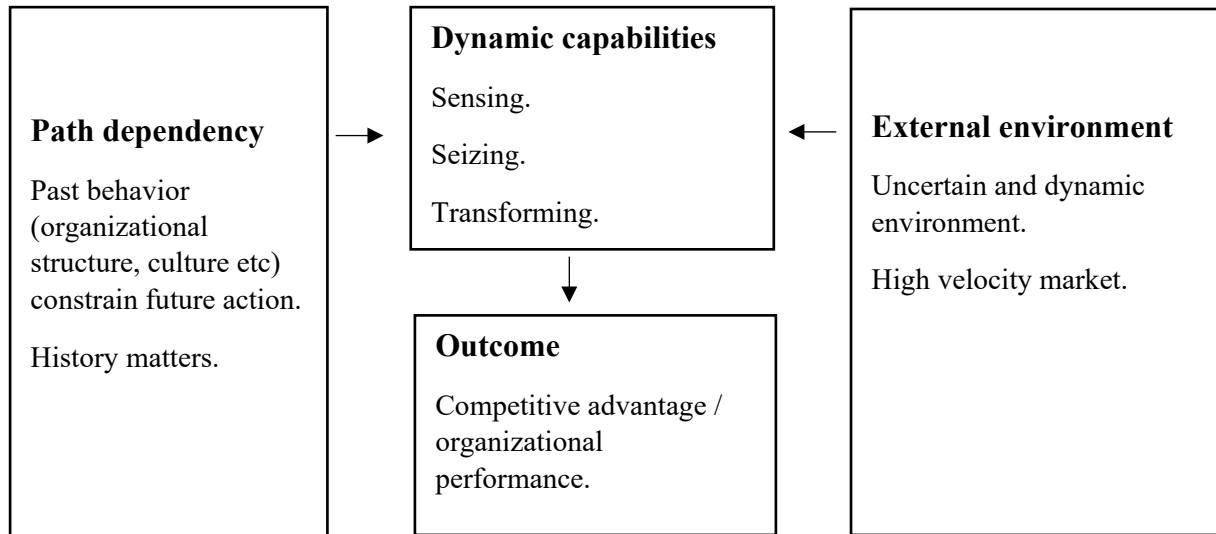 Path dependency
Past behavior
(organizational
structure, culture etc)
constrain future action.
History matters.
Dynamic capabilities
Sensing.
Seizing.
Transforming.
Outcome
Competitive advantage /
organizational
performance.
External environment
Uncertain and dynamic
environment.
High velocity market.